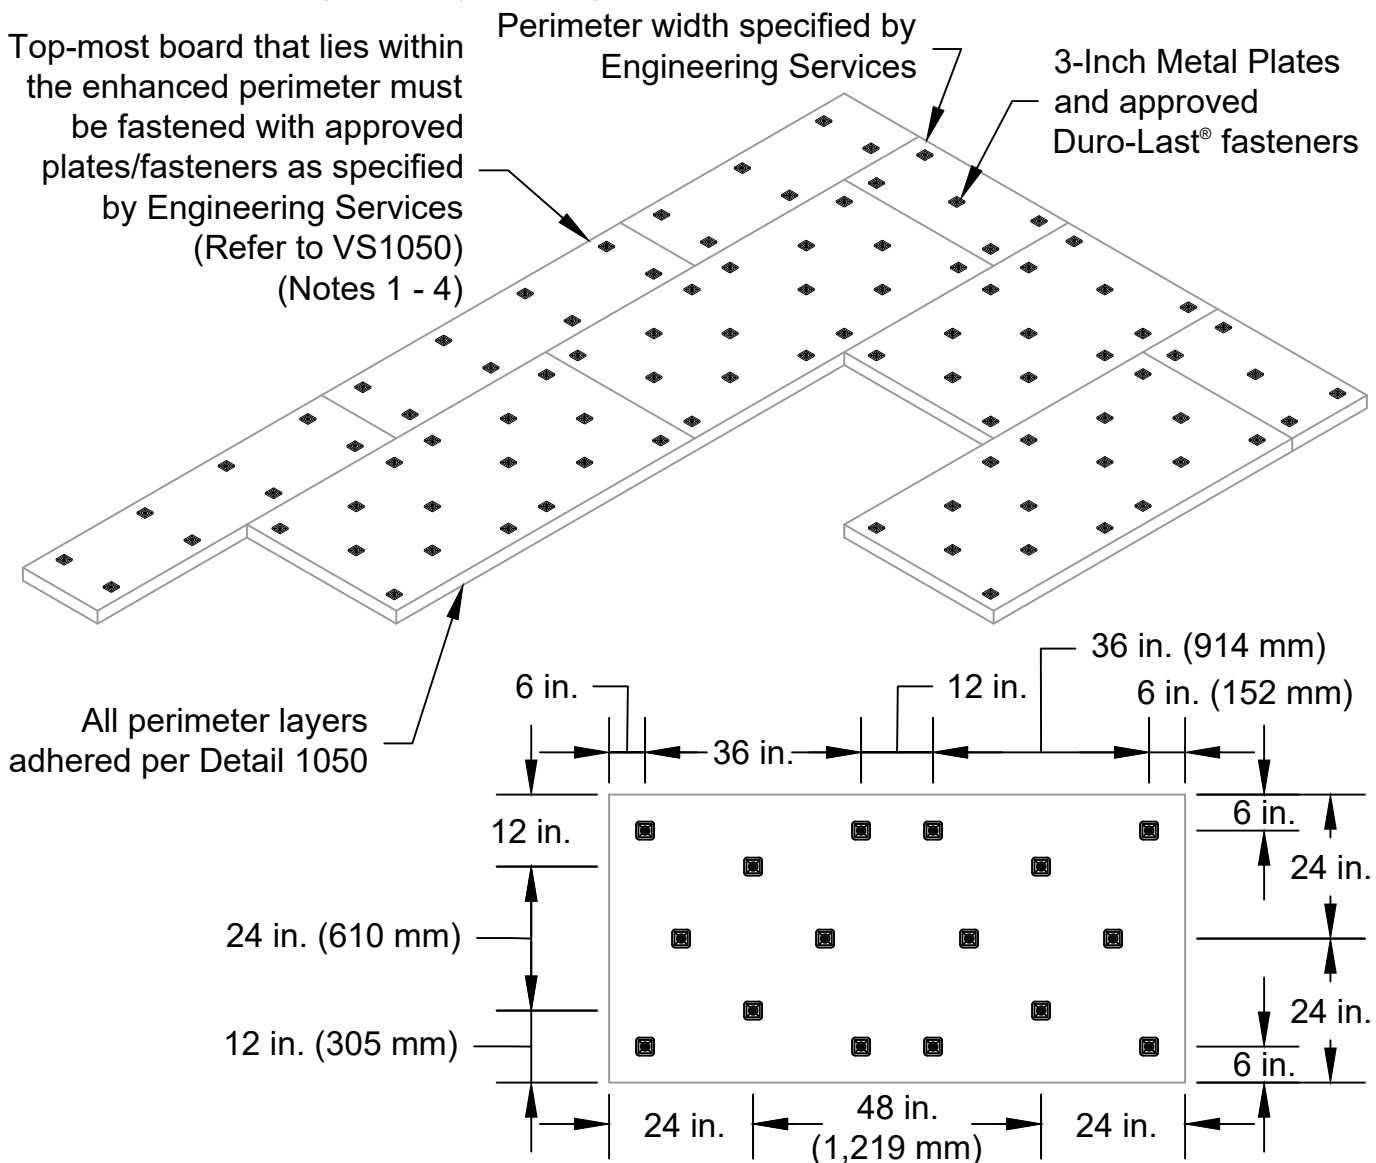 Top-most board that lies within
the enhanced perimeter must
be fastened with approved
plates/fasteners as specified
by Engineering Services
(Refer to VS1050)
(Notes 1 - 4)
Perimeter width specified by
Engineering Services
3-Inch Metal Plates
and approved
Duro-Last® fasteners
All perimeter layers
adhered per Detail 1050
6 in.
36 in.
12 in.
36 in. (914 mm)
6 in. (152 mm)
12 in.
24 in. (610 mm)
12 in. (305 mm)
6 in.
24 in.
24 in.
6 in.
24 in.
48 in.
(1,219 mm)
24 in.